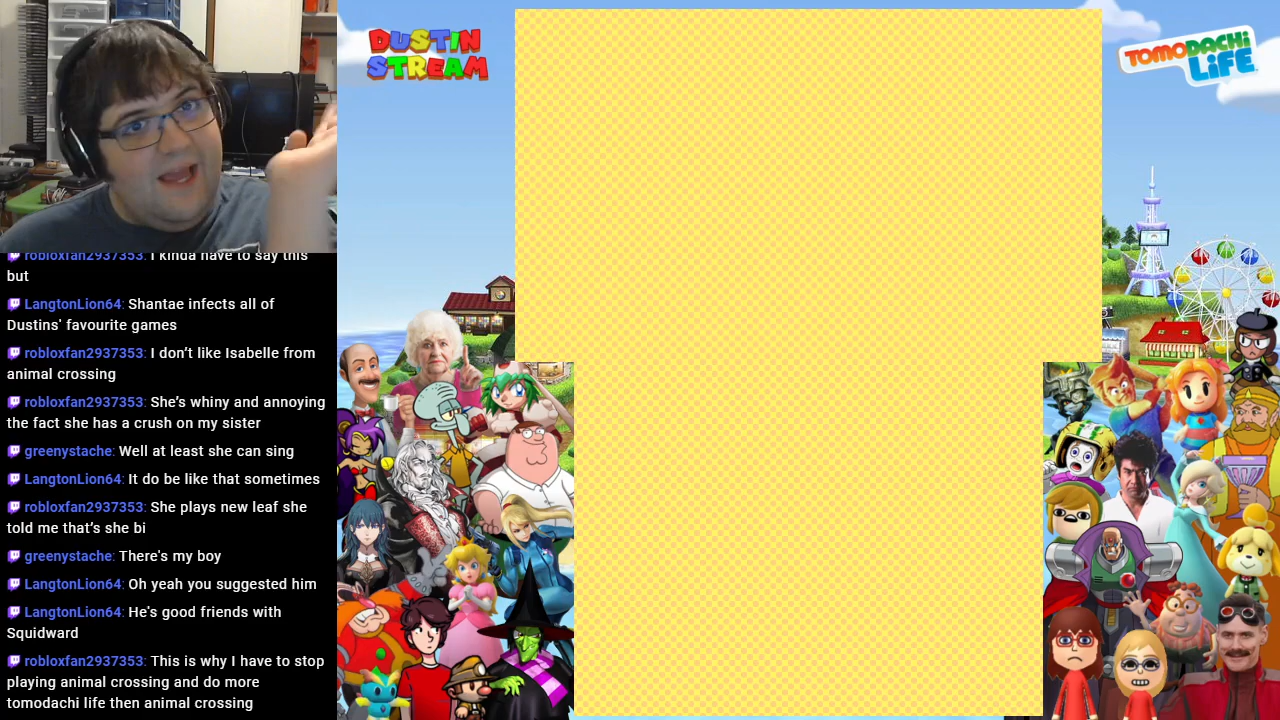 DUSTIN
STREAM
TOMODACHI
LiFE
robloxfan2937353: I kinda have to say this
but
LangtonLion64: Shantae infects all of
Dustins' favourite games
robloxfan2937353: I don’t like Isabelle from
animal crossing
robloxfan2937353: She’s whiny and annoying
the fact she has a crush on my sister
greenystache: Well at least she can sing
LangtonLion64: It do be like that sometimes
robloxfan2937353: She plays new leaf she
told me that’s she bi
greenystache: There's my boy
LangtonLion64: Oh yeah you suggested him
LangtonLion64: He's good friends with
Squidward
robloxfan2937353: This is why I have to stop
playing animal crossing and do more
tomodachi life then animal crossing